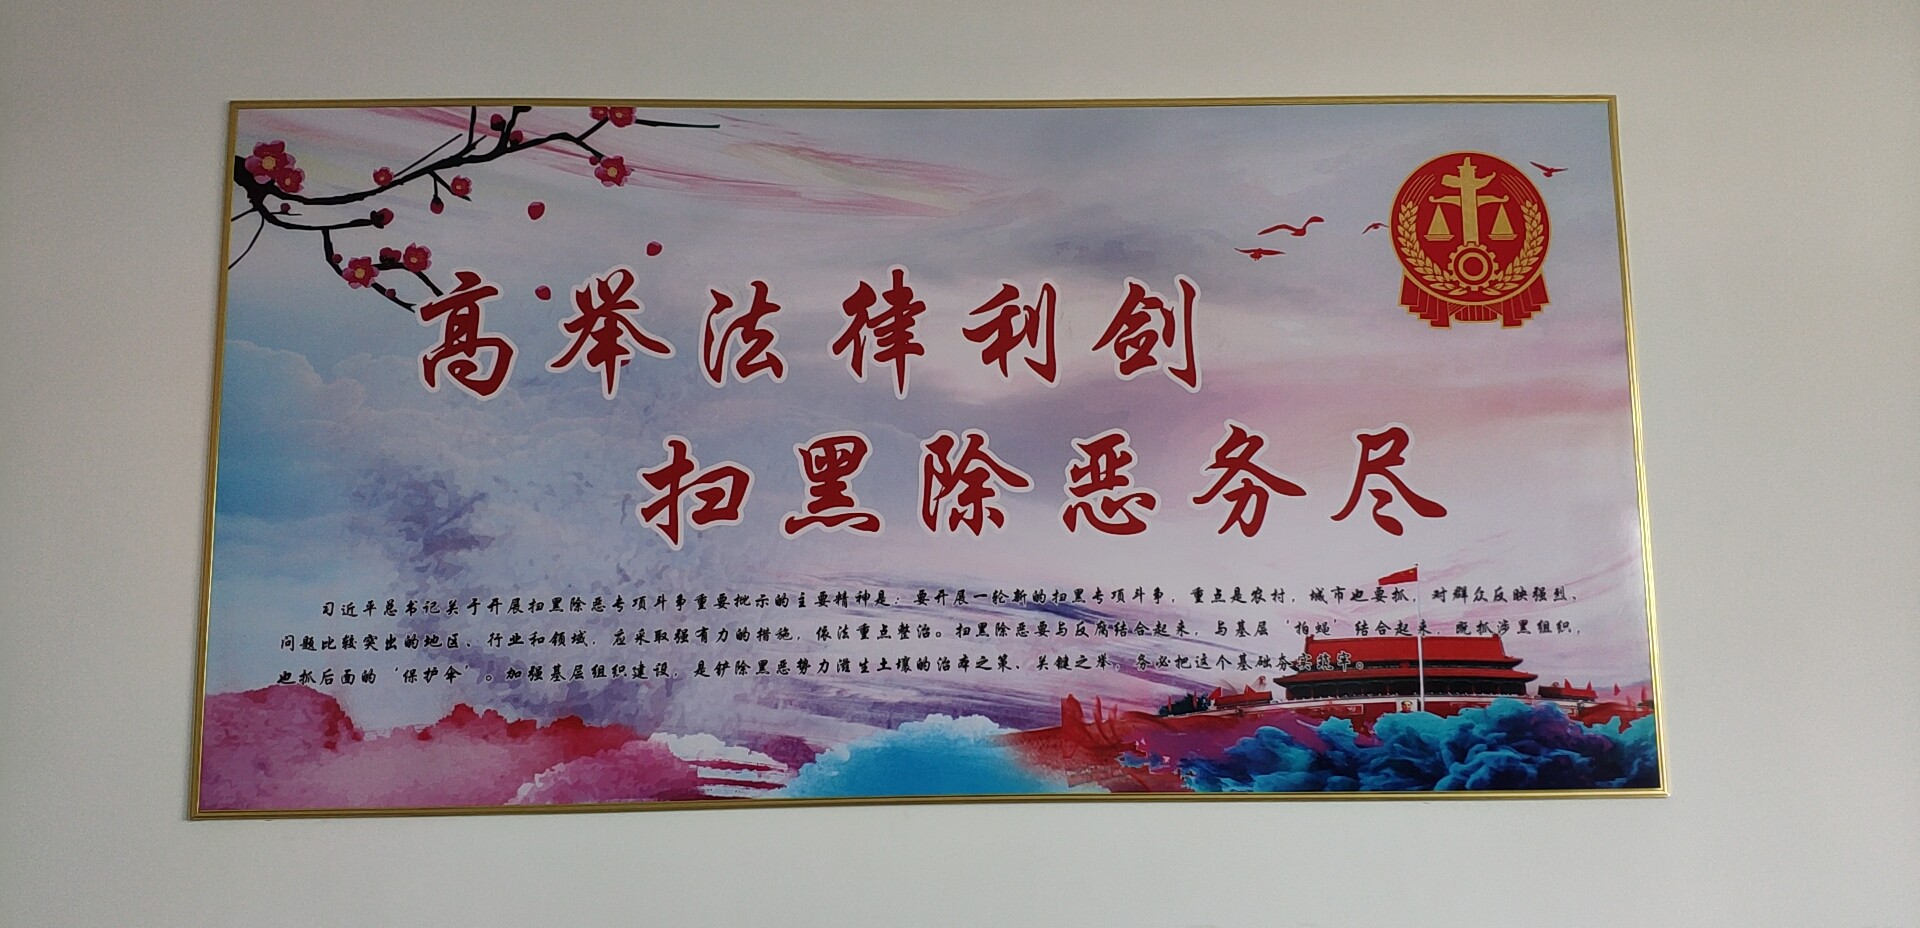 高举法律利剑
扫黑除恶务尽
习近平总书记关于开展扫黑除恶专项斗争重要批示的主要精神是：要开展一轮新的扫黑专项斗争，重点是农村，城市也要抓，对群众反映强烈、
问题比较突出的地区、行业和领域，应采取强有力的措施，依法重点整治。扫黑除恶要与反腐结合起来，与基层‘拍蝇’结合起来，既抓涉黑组织，
也抓后面的‘保护伞’。加强基层组织建设，是铲除黑恶势力滋生土壤的治本之策、关键之举，务必把这个基础夯实筑牢。